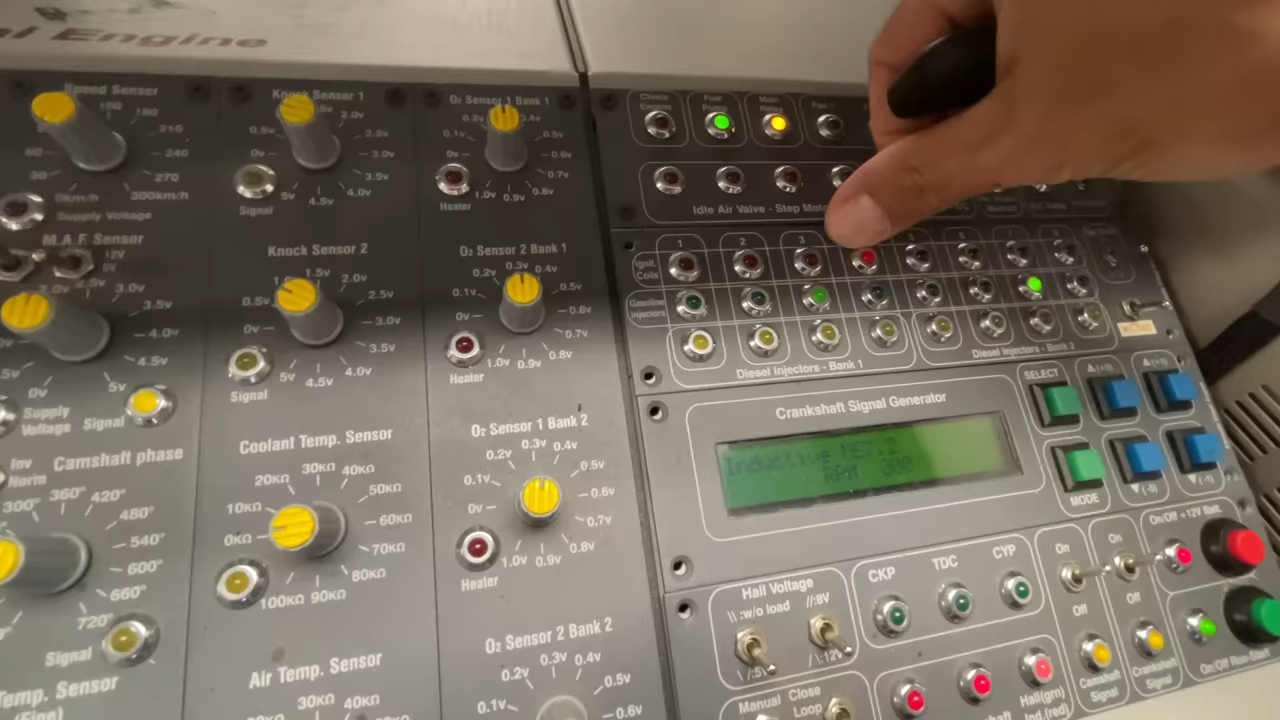 al Engine
Speed Sensor
150
180
210
240
270
300km/h
0km/h
30
60
Supply Voltage
M.A.F. Sensor
12V
5V
3.0v
3.5v
4.0v
4.5v
5v
0v
Supply Voltage
Signal
Inv
Norm
Camshaft phase
300°
360°
420°
480°
540°
600°
660°
720°
Signal
Temp. Sensor
Knock Sensor 1
2.0v
2.5v
3.0v
3.5v
4.0v
4.5v
5v
0v
0.5v
Signal
Knock Sensor 2
1.5v
2.0v
2.5v
3.0v
3.5v
4.0v
4.5v
5v
0v
0.5v
Signal
Coolant Temp. Sensor
0KΩ
10KΩ
20KΩ
30KΩ
40KΩ
50KΩ
60KΩ
70KΩ
80KΩ
90KΩ
100KΩ
Air Temp. Sensor
30KΩ
40KΩ
O₂ Sensor 1 Bank 1
0v
0.1v
0.2v
0.4v
0.5v
0.6v
0.7v
0.8v
0.9v
1.0v
Heater
O₂ Sensor 2 Bank 1
0v
0.1v
0.2v
0.3v
0.4v
0.5v
0.6v
0.7v
0.8v
0.9v
1.0v
Heater
O₂ Sensor 1 Bank 2
0v
0.1v
0.2v
0.3v
0.4v
0.5v
0.6v
0.7v
0.8v
0.9v
1.0v
Heater
O₂ Sensor 2 Bank 2
0.1v
0.2v
0.3v
0.4v
0.5v
0.6v
Check Engine
Fuel Pump
Main Relay
Fan 1
Idle Air Valve - Step Moto
1 2 3
Ignit. Coils
Gasoline Injectors
Diesel Injectors - Bank 1
Diesel Injectors - Bank 2
Crankshaft Signal Generator
RPM 200
SELECT
MODE
▲(+1)
▼(-1)
Hall Voltage
\\:w/o load
//:8V
\/:5V
/\:12V
CKP
TDC
CYP
Manual
Close Loop
Hall(grn)
Ind.(red)
On
Off
On
Off
Camshaft Signal
Crankshaft Signal
On/Off +12V Batt.
On/Off Run-Start